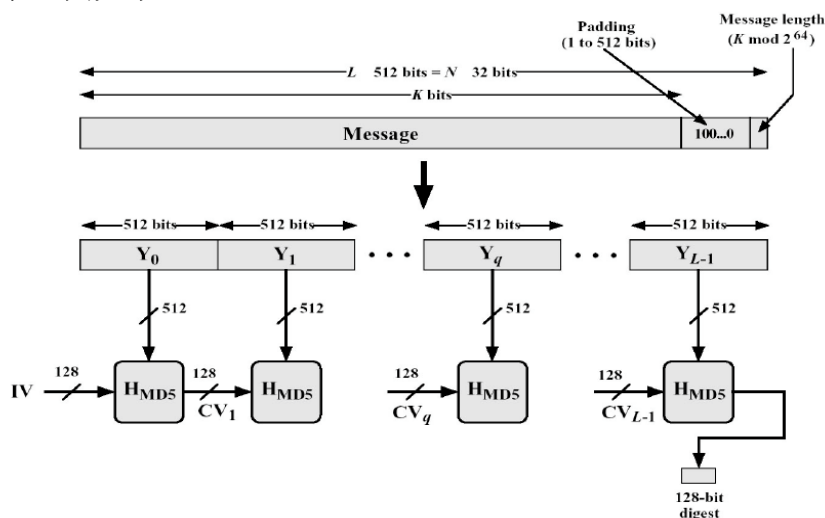 Padding
(1 to 512 bits)
Message length
(K mod 2^64)
L 512 bits = N 32 bits
K bits
Message
100...0
512 bits 512 bits 512 bits 512 bits
Y0 Y1 • • • Yq • • • YL-1
512 512 512 512
IV 128 HMD5 128 CV1 HMD5 128 CVq HMD5 128 CVL-1 HMD5
128-bit
digest